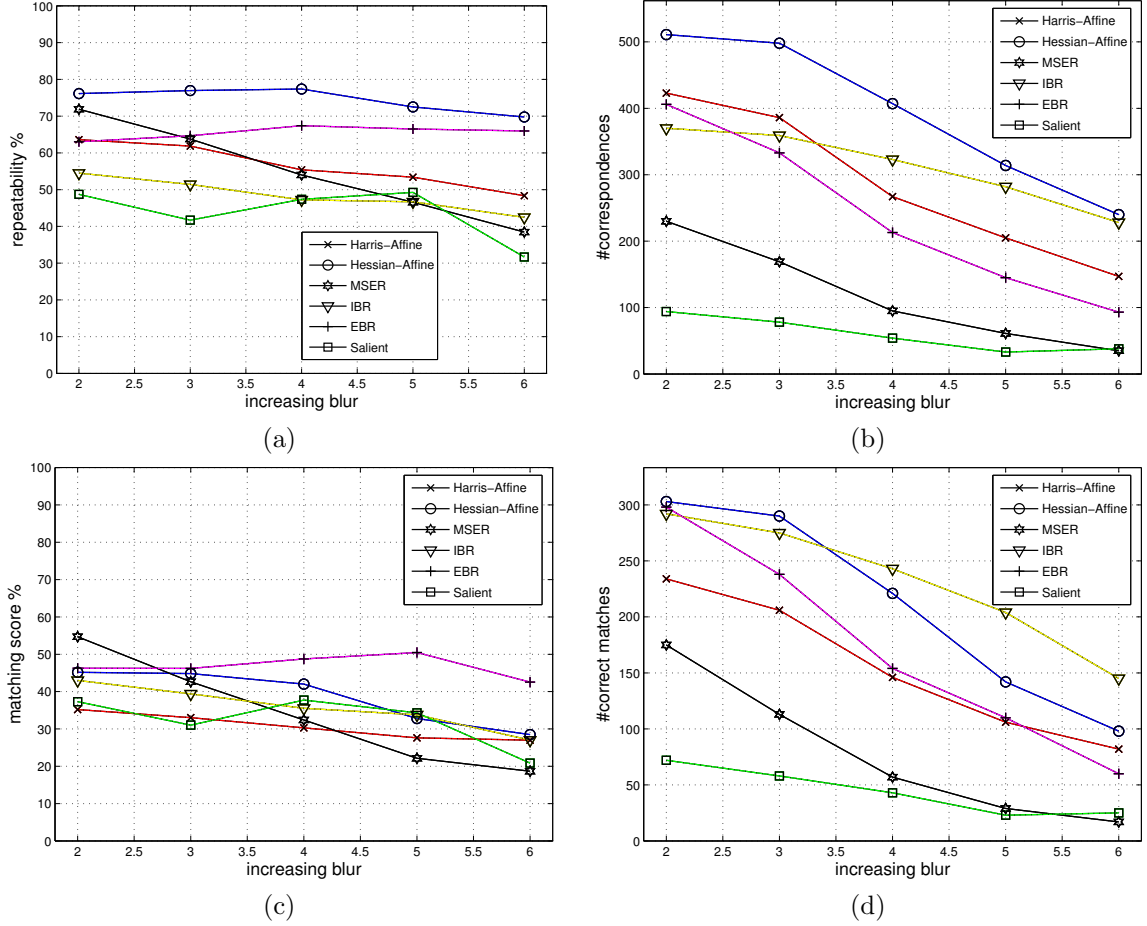 100
90
80
70
60
50
40
30
20
10
0
repeatability %
Harris−Affine
Hessian−Affine
MSER
IBR
EBR
Salient
2 2.5 3 3.5 4 4.5 5 5.5 6
increasing blur
(a)
500
400
300
200
100
0
#correspondences
Harris−Affine
Hessian−Affine
MSER
IBR
EBR
Salient
2 2.5 3 3.5 4 4.5 5 5.5 6
increasing blur
(b)
100
90
80
70
60
50
40
30
20
10
0
matching score %
Harris−Affine
Hessian−Affine
MSER
IBR
EBR
Salient
2 2.5 3 3.5 4 4.5 5 5.5 6
increasing blur
(c)
300
250
200
150
100
50
0
#correct matches
Harris−Affine
Hessian−Affine
MSER
IBR
EBR
Salient
2 2.5 3 3.5 4 4.5 5 5.5 6
increasing blur
(d)